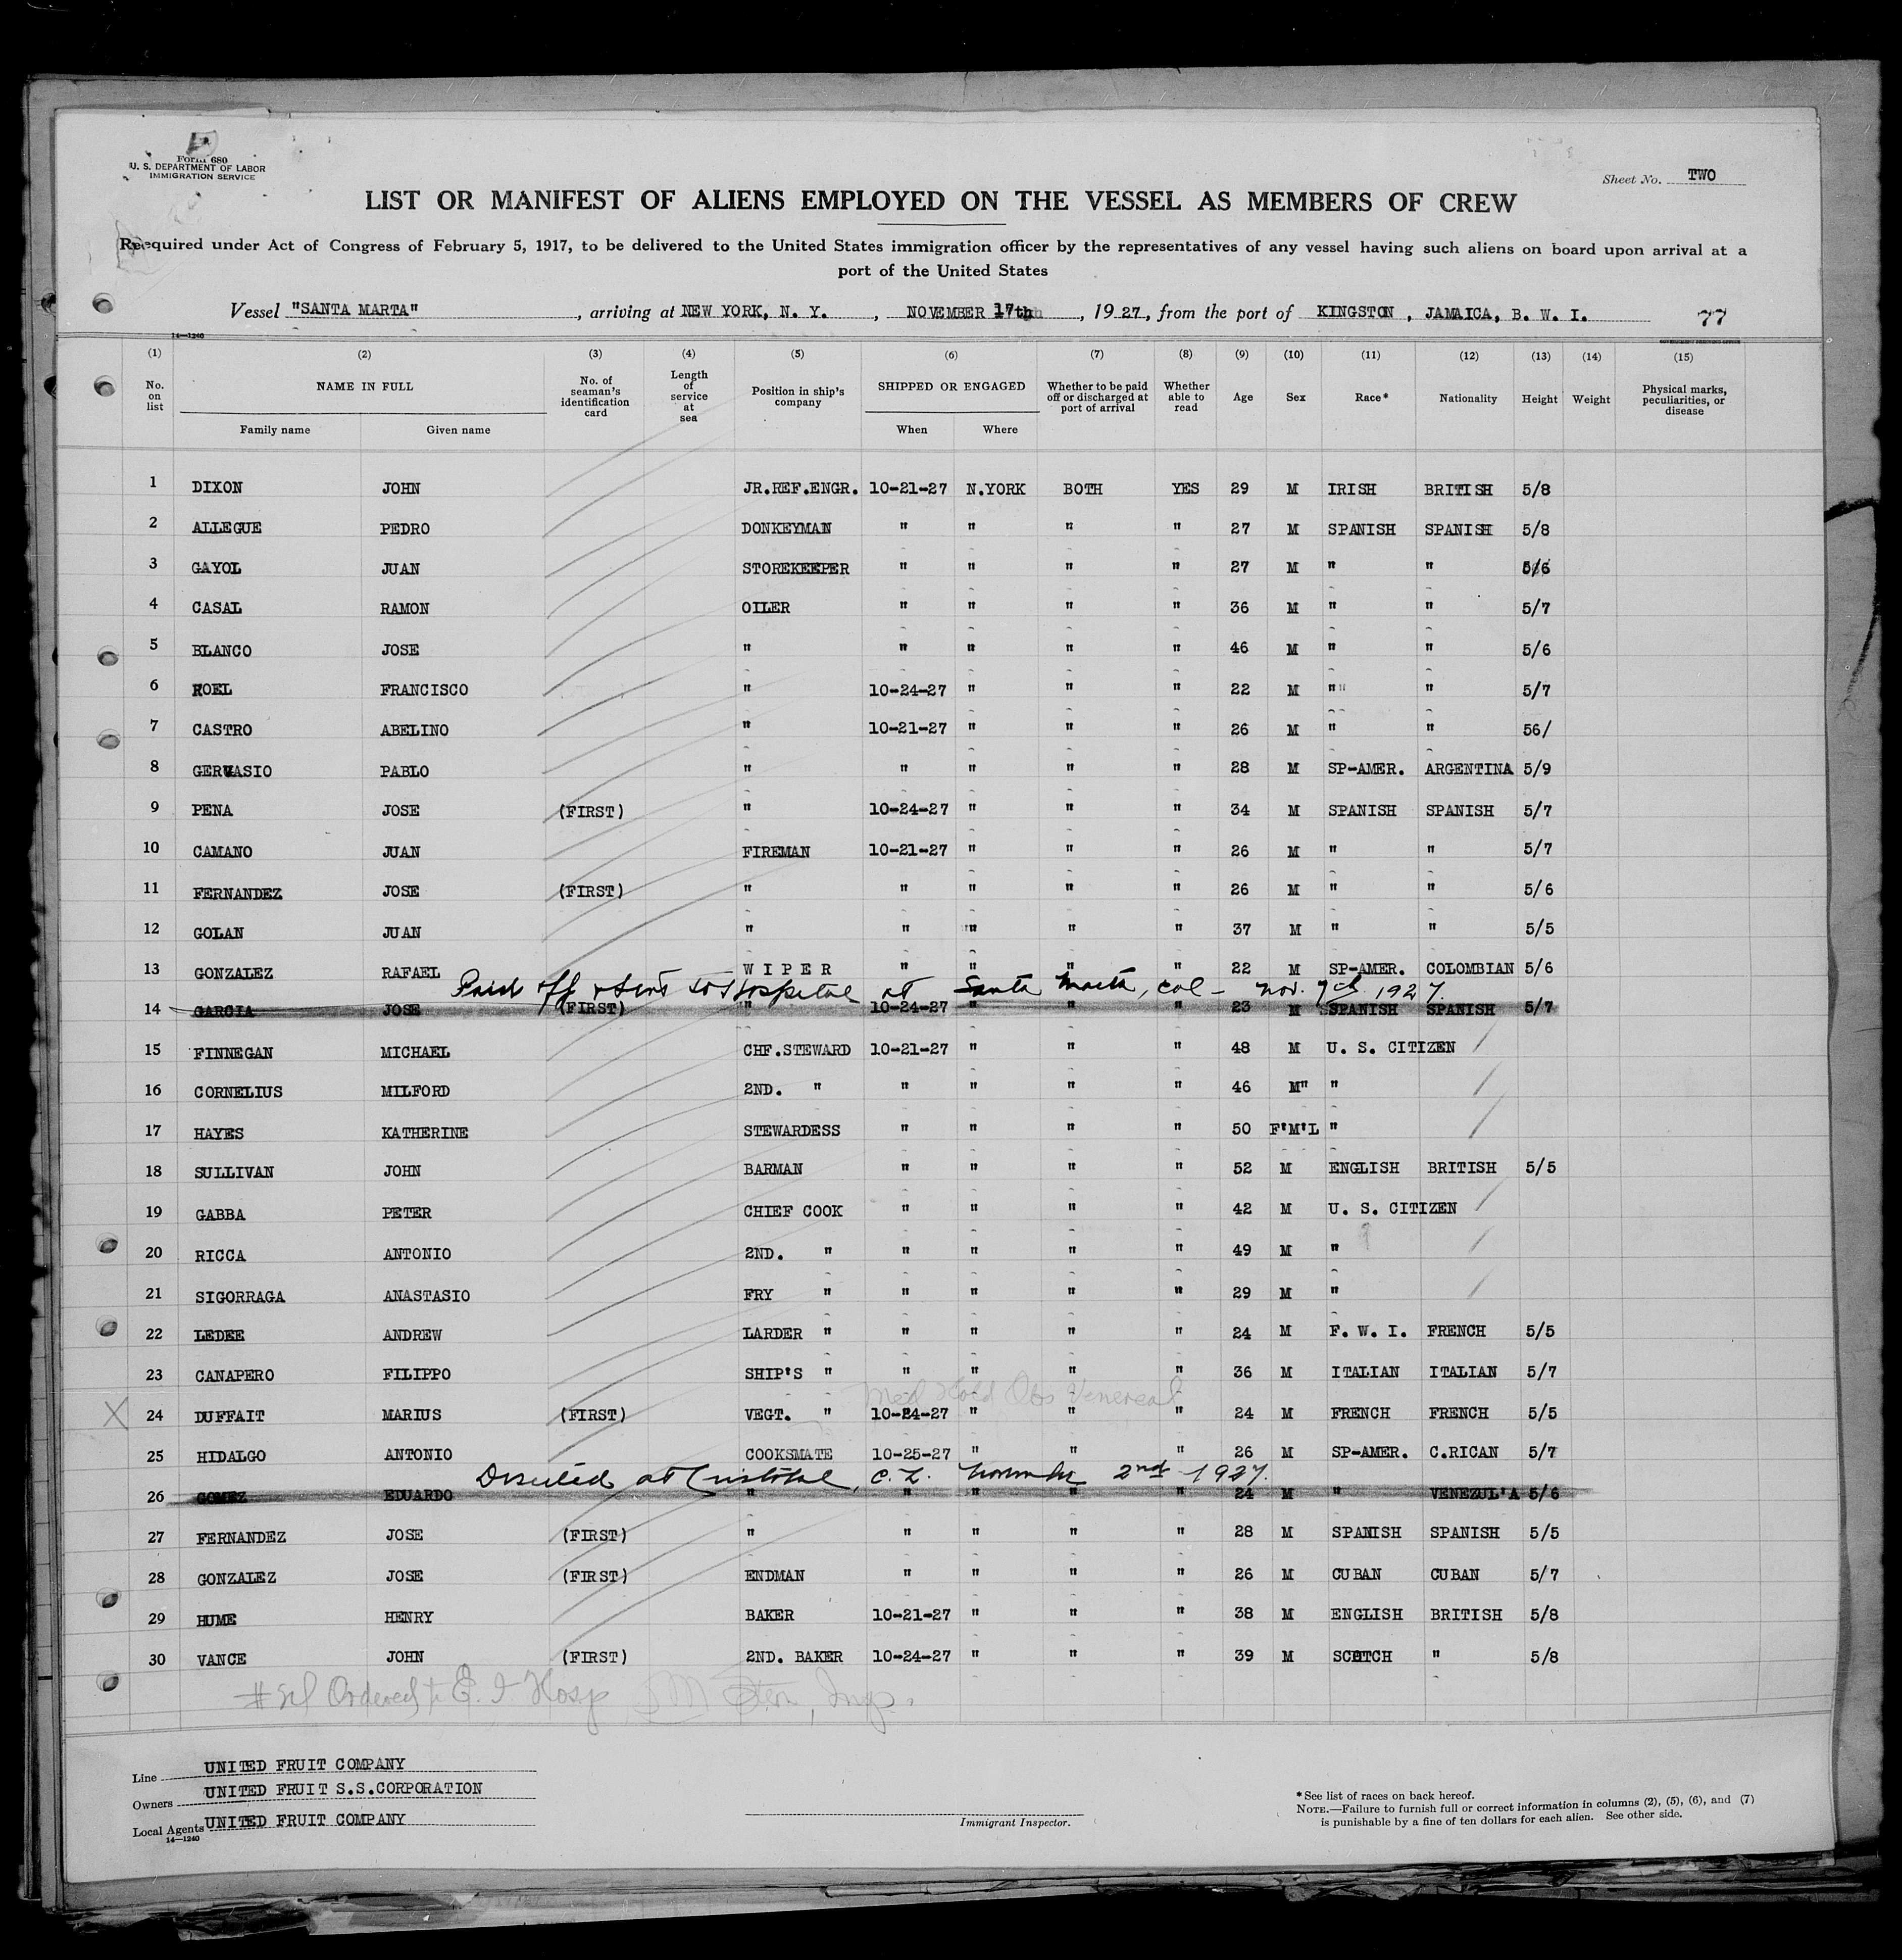 Form 680
U. S. DEPARTMENT OF LABOR
IMMIGRATION SERVICE
Sheet No. TWO
LIST OR MANIFEST OF ALIENS EMPLOYED ON THE VESSEL AS MEMBERS OF CREW
Required under Act of Congress of February 5, 1917, to be delivered to the United States immigration officer by the representatives of any vessel having such aliens on board upon arrival at a
port of the United States
Vessel "SANTA MARTA", arriving at NEW YORK, N. Y., NOVEMBER 17th, 1927, from the port of KINGSTON, JAMAICA, B. W. I. 77
14—1240
(1) (2) (3) (4) (5) (6) (7) (8) (9) (10) (11) (12) (13) (14) (15)
No. on list NAME IN FULL Family name Given name No. of seaman's identification card Length of service at sea Position in ship's company SHIPPED OR ENGAGED When Where Whether to be paid off or discharged at port of arrival Whether able to read Age Sex Race* Nationality Height Weight Physical marks, peculiarities, or disease
1 DIXON JOHN JR.REF.ENGR. 10-21-27 N.YORK BOTH YES 29 M IRISH BRITISH 5/8
2 ALLEGUE PEDRO DONKEYMAN " " " " 27 M SPANISH SPANISH 5/8
3 GAYOL JUAN STOREKEEPER " " " " 27 M " " 5/6
4 CASAL RAMON OILER " " " " 36 M " " 5/7
5 BLANCO JOSE " " " " " 46 M " " 5/6
6 ROEL FRANCISCO " 10-24-27 " " " 22 M " " 5/7
7 CASTRO ABELINO " 10-21-27 " " " 26 M " " 56/
8 GERVASIO PABLO " " " " " 28 M SP-AMER. ARGENTINA 5/9
9 PENA JOSE (FIRST) " 10-24-27 " " " 34 M SPANISH SPANISH 5/7
10 CAMANO JUAN FIREMAN 10-21-27 " " " 26 M " " 5/7
11 FERNANDEZ JOSE (FIRST) " " " " " 26 M " " 5/6
12 GOLAN JUAN " " " " " 37 M " " 5/5
13 GONZALEZ RAFAEL WIPER " " " " 22 M SP-AMER. COLOMBIAN 5/6
Paid off & sent to Hospital at Santa Marta, Col - Nov. 9th 1927.
14 GARCIA JOSE (FIRST) " 10-24-27 " " " 23 M SPANISH SPANISH 5/7
15 FINNEGAN MICHAEL CHF.STEWARD 10-21-27 " " " 48 M U. S. CITIZEN
16 CORNELIUS MILFORD 2ND. " " " " " 46 M" "
17 HAYES KATHERINE STEWARDESS " " " " 50 F'M'L "
18 SULLIVAN JOHN BARMAN " " " " 52 M ENGLISH BRITISH 5/5
19 GABBA PETER CHIEF COOK " " " " 42 M U. S. CITIZEN
20 RICCA ANTONIO 2ND. " " " " " 49 M "
21 SIGORRAGA ANASTASIO FRY " " " " " 29 M "
22 LEDEE ANDREW LARDER " " " " " 24 M F. W. I. FRENCH 5/5
23 CANAPERO FILIPPO SHIP'S " " " " " 36 M ITALIAN ITALIAN 5/7
Med Hold Obs Venereal
X 24 DUFFAIT MARIUS (FIRST) VEGT. " 10-24-27 " " " 24 M FRENCH FRENCH 5/5
25 HIDALGO ANTONIO COOKSMATE 10-25-27 " " " 26 M SP-AMER. C.RICAN 5/7
Deserted at Cristobal, C. Z. November 2nd 1927.
26 GOMEZ EDUARDO " " " " " 24 M " VENEZUL'A 5/6
27 FERNANDEZ JOSE (FIRST) " " " " " 28 M SPANISH SPANISH 5/5
28 GONZALEZ JOSE (FIRST) ENDMAN " " " " 26 M CUBAN CUBAN 5/7
29 HUME HENRY BAKER 10-21-27 " " " 38 M ENGLISH BRITISH 5/8
30 VANCE JOHN (FIRST) 2ND. BAKER 10-24-27 " " " 39 M SCOTCH " 5/8
Ordered to E. I Hosp Insp.
Line UNITED FRUIT COMPANY
Owners UNITED FRUIT S.S.CORPORATION
Local Agents UNITED FRUIT COMPANY
14—1240
Immigrant Inspector.
*See list of races on back hereof.
NOTE.—Failure to furnish full or correct information in columns (2), (5), (6), and (7)
is punishable by a fine of ten dollars for each alien. See other side.